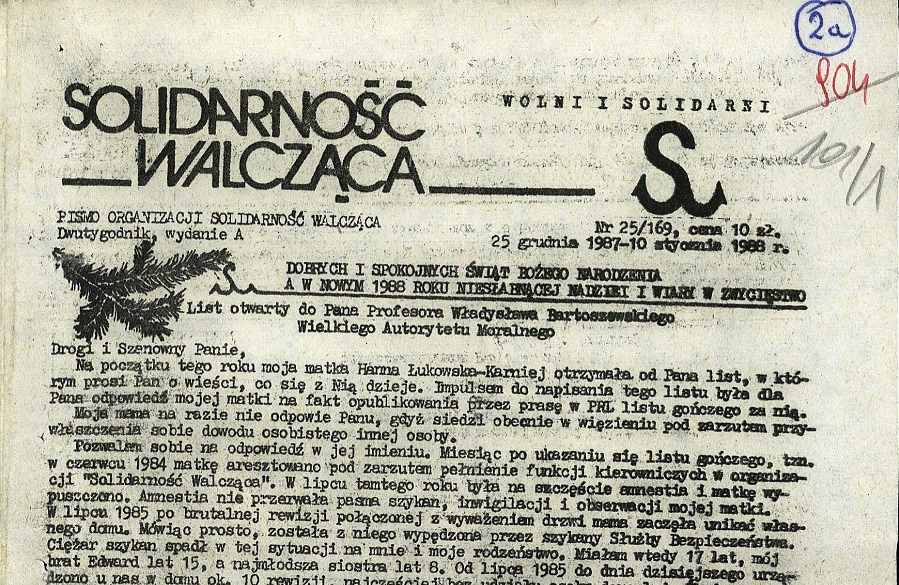 2a
904
101/1
SOLIDARNOŚĆ
WALCZĄCA
WOLNI I SOLIDARNI
PISMO ORGANIZACJI SOLIDARNOŚĆ WALCZĄCA
Dwutygodnik, wydanie A
Nr 25/169, cena 10 zł.
25 grudnia 1987-10 stycznia 1988 r.
DOBRYCH I SPOKOJNYCH ŚWIĄT BOŻEGO NARODZENIA
A W NOWYM 1988 ROKU NIESŁABNĄCEJ NADZIEI I WIARY W ZWYCIĘSTWO
List otwarty do Pana Profesora Władysława Bartoszewskiego
Wielkiego Autorytetu Moralnego
Drogi i Szanowny Panie,
Na początku tego roku moja matka Hanna Łukowska-Karniej otrzymała od Pana list, w któ-
rym prosi Pan o wieści, co się z Nią dzieje. Impulsem do napisania tego listu była dla
Pana odpowiedź mojej matki na fakt opublikowania przez prasę w PRL listu gończego za nią.
Moja mama na razie nie odpowie Panu, gdyż siedzi obecnie w więzieniu pod zarzutem przy-
właszczenia sobie dowodu osobistego innej osoby.
Pozwalam sobie na odpowiedź w jej imieniu. Miesiąc po ukazaniu się listu gończego, tzn.
w czerwcu 1984 matkę aresztowano pod zarzutem pełnienie funkcji kierowniczych w organiza-
cji "Solidarność Walcząca". W lipcu tamtego roku była na szczęście amnestia i matkę wy-
puszczono. Amnestia nie przerwała pasma szykan, inwigilacji i obserwacji mojej matki.
W lipcu 1985 po brutalnej rewizji połączonej z wyważeniem drzwi mama zaczęła unikać włas-
nego domu. Mówiąc prosto, została z niego wypędzona przez szykany Służby Bezpieczeństwa.
Ciężar szykan spadł w tej sytuacji na mnie i moje rodzeństwo. Miałam wtedy 17 lat, mój
brat Edward lat 15, a najmłodsza siostra lat 8. Od lipca 1985 do dnia dzisiejszego urzą-
dzono u nas w domu ok. 10 rewizji, najczęściej bez